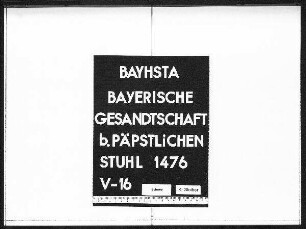 BAYHSTA
BAYERISCHE
GESANDTSCHAFT
b. PÄPSTLiCHEN
STUHL 1476
V-16